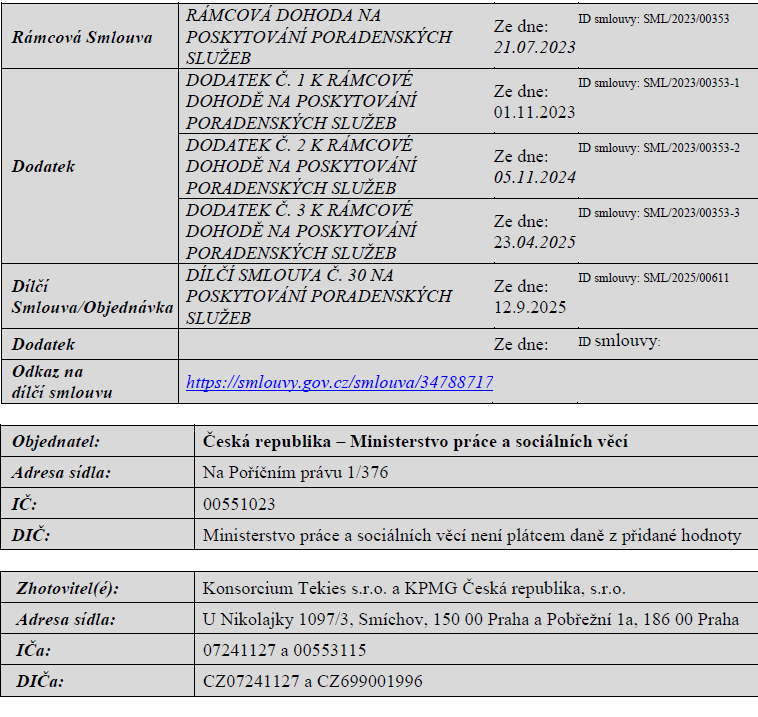 Rámcová Smlouva
RÁMCOVÁ DOHODA NA
POSKYTOVÁNÍ PORADENSKÝCH
SLUŽEB
Ze dne:
21.07.2023
ID smlouvy: SML/2023/00353
Dodatek
DODATEK Č. 1 K RÁMCOVÉ
DOHODĚ NA POSKYTOVÁNÍ
PORADENSKÝCH SLUŽEB
Ze dne:
01.11.2023
ID smlouvy: SML/2023/00353-1
DODATEK Č. 2 K RÁMCOVÉ
DOHODĚ NA POSKYTOVÁNÍ
PORADENSKÝCH SLUŽEB
Ze dne:
05.11.2024
ID smlouvy: SML/2023/00353-2
DODATEK Č. 3 K RÁMCOVÉ
DOHODĚ NA POSKYTOVÁNÍ
PORADENSKÝCH SLUŽEB
Ze dne:
23.04.2025
ID smlouvy: SML/2023/00353-3
Dílčí
Smlouva/Objednávka
DÍLČÍ SMLOUVA Č. 30 NA
POSKYTOVÁNÍ PORADENSKÝCH
SLUŽEB
Ze dne:
12.9.2025
ID smlouvy: SML/2025/00611
Dodatek
Ze dne:
ID smlouvy:
Odkaz na
dílčí smlouvu
https://smlouvy.gov.cz/smlouva/34788717
Objednatel:
Česká republika – Ministerstvo práce a sociálních věcí
Adresa sídla:
Na Poříčním právu 1/376
IČ:
00551023
DIČ:
Ministerstvo práce a sociálních věcí není plátcem daně z přidané hodnoty
Zhotovitel(é):
Konsorcium Tekies s.r.o. a KPMG Česká republika, s.r.o.
Adresa sídla:
U Nikolajky 1097/3, Smíchov, 150 00 Praha a Pobřežní 1a, 186 00 Praha
IČa:
07241127 a 00553115
DIČa:
CZ07241127 a CZ699001996